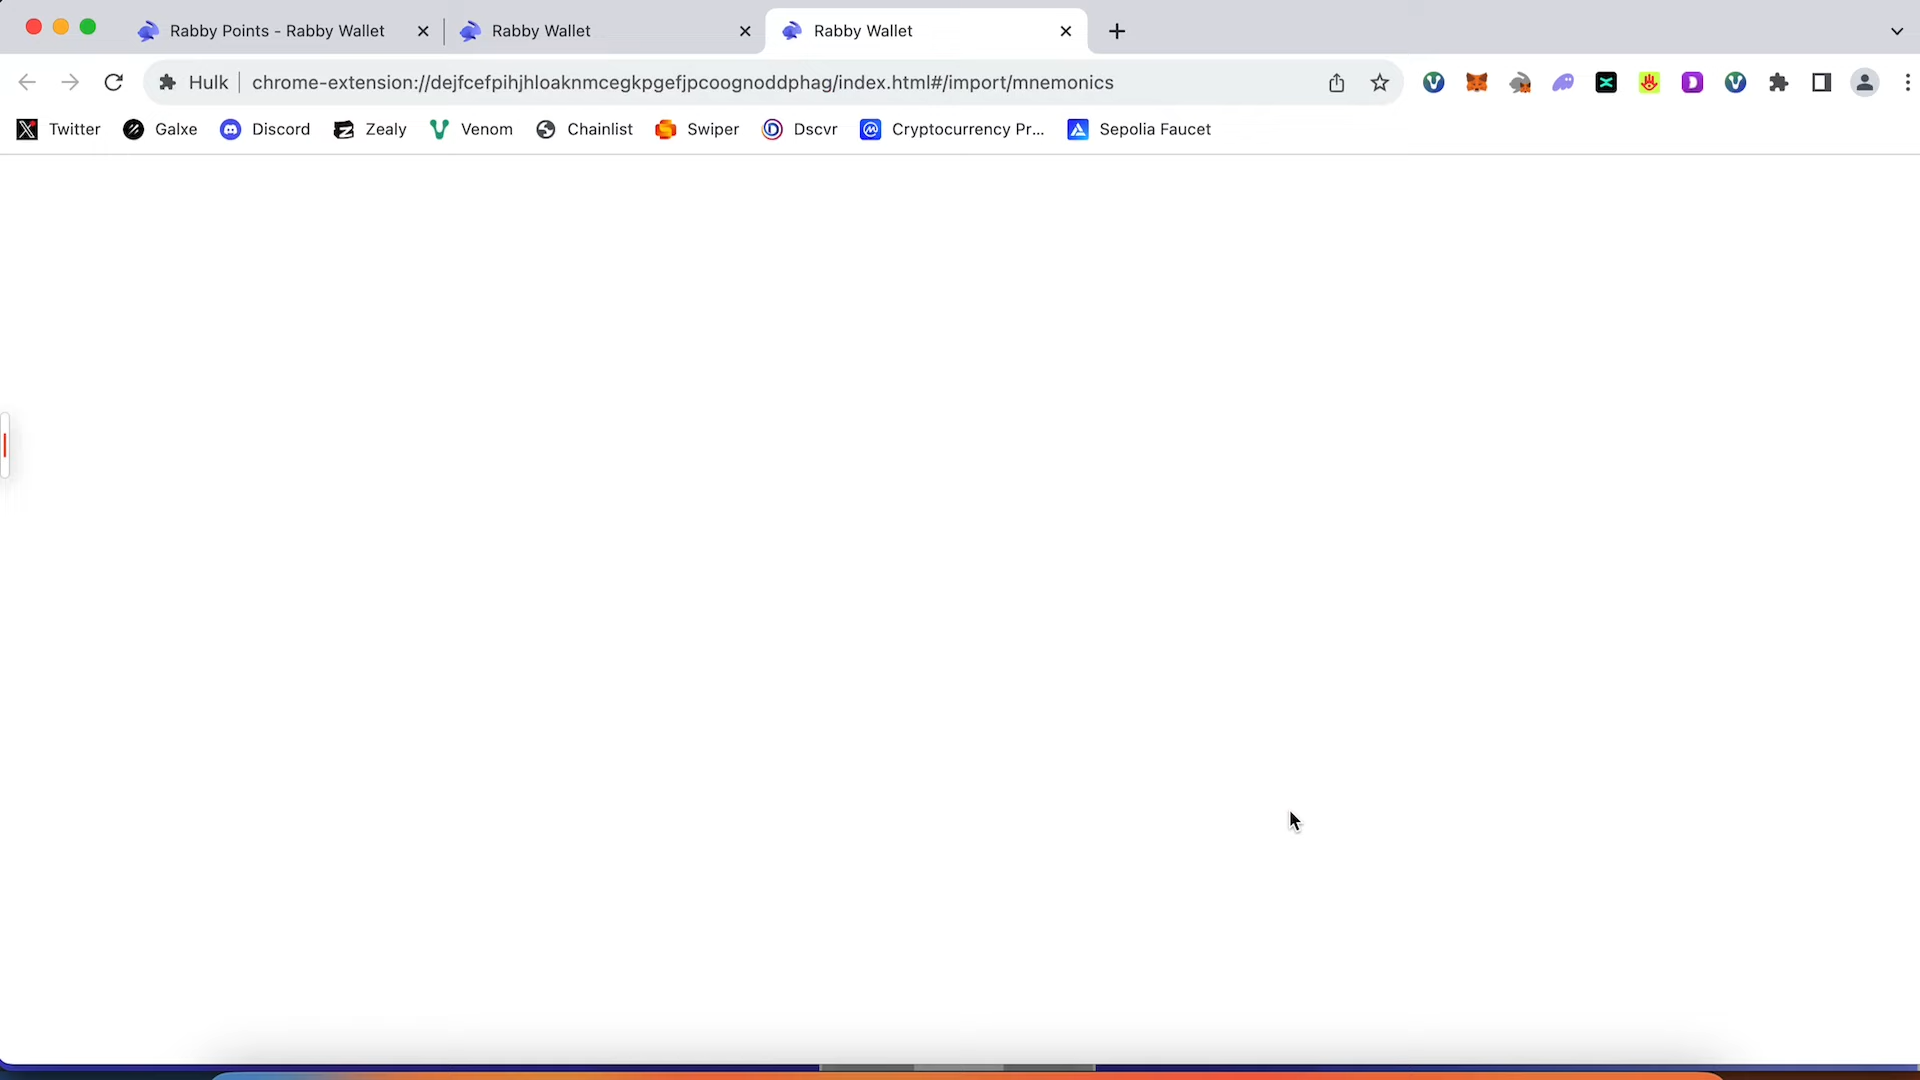 Rabby Points - Rabby Wallet
Rabby Wallet
Rabby Wallet
Hulk
chrome-extension://dejfcefpihjhloaknmcegkpgefjpcoognoddphag/index.html#/import/mnemonics
Twitter
Galxe
Discord
Zealy
Venom
Chainlist
Swiper
Dscvr
Cryptocurrency Pr...
Sepolia Faucet